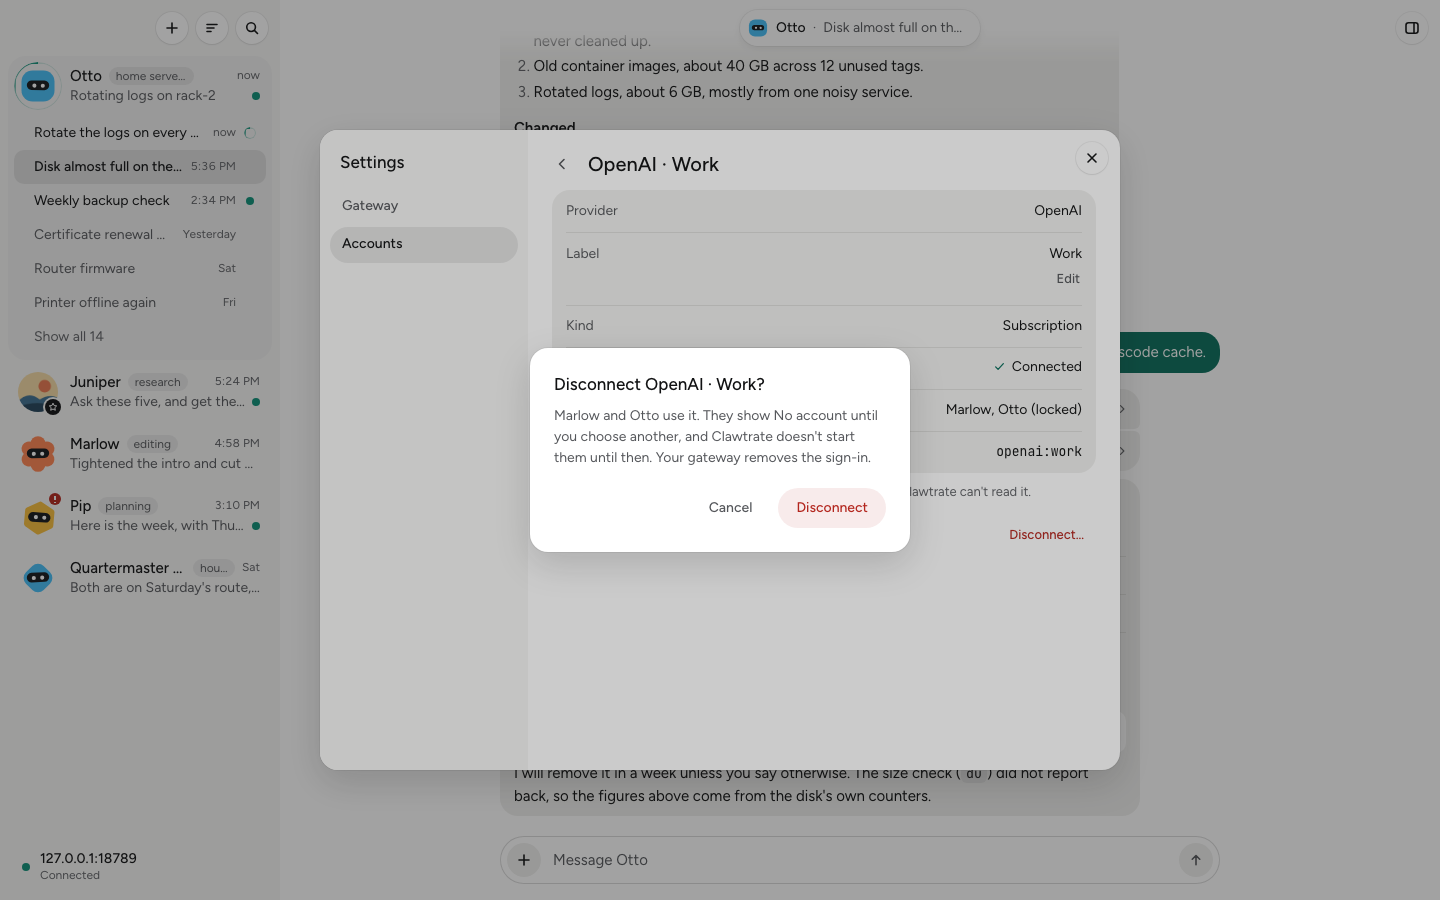 Otto home serve... now
Rotating logs on rack-2
Rotate the logs on every ... now
Disk almost full on the... 5:36 PM
Weekly backup check 2:34 PM
Certificate renewal ... Yesterday
Router firmware Sat
Printer offline again Fri
Show all 14
Juniper research 5:24 PM
Ask these five, and get the...
Marlow editing 4:58 PM
Tightened the intro and cut ...
Pip planning 3:10 PM
Here is the week, with Thu...
Quartermaster ... hou... Sat
Both are on Saturday's route,...
127.0.0.1:18789
Connected
Otto · Disk almost full on th...
never cleaned up.
2. Old container images, about 40 GB across 12 unused tags.
3. Rotated logs, about 6 GB, mostly from one noisy service.
Changed
scode cache.
Settings
Gateway
Accounts
OpenAI · Work
Provider OpenAI
Label Work
Edit
Kind Subscription
Connected
Marlow, Otto (locked)
openai:work
lawtrate can't read it.
Disconnect...
Disconnect OpenAI · Work?
Marlow and Otto use it. They show No account until
you choose another, and Clawtrate doesn't start
them until then. Your gateway removes the sign-in.
Cancel Disconnect
I will remove it in a week unless you say otherwise. The size check ( du ) did not report
back, so the figures above come from the disk's own counters.
Message Otto